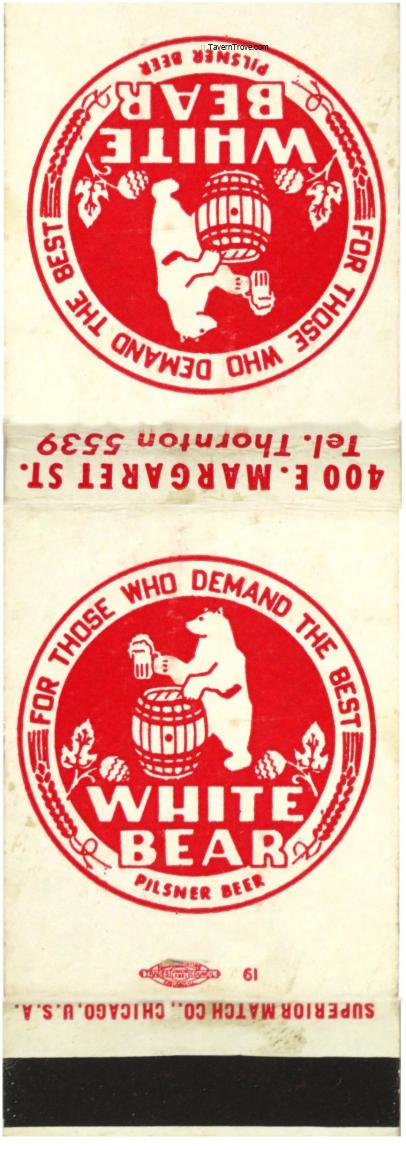 TavernTrove.com
PILSNER BEER
WHITE
BEAR
FOR THOSE WHO DEMAND THE BEST
400 E. MARGARET ST.
Tel. Thornton 5539
FOR THOSE WHO DEMAND THE BEST
WHITE
BEAR
PILSNER BEER
19
SUPERIOR MATCH CO., CHICAGO, U.S.A.